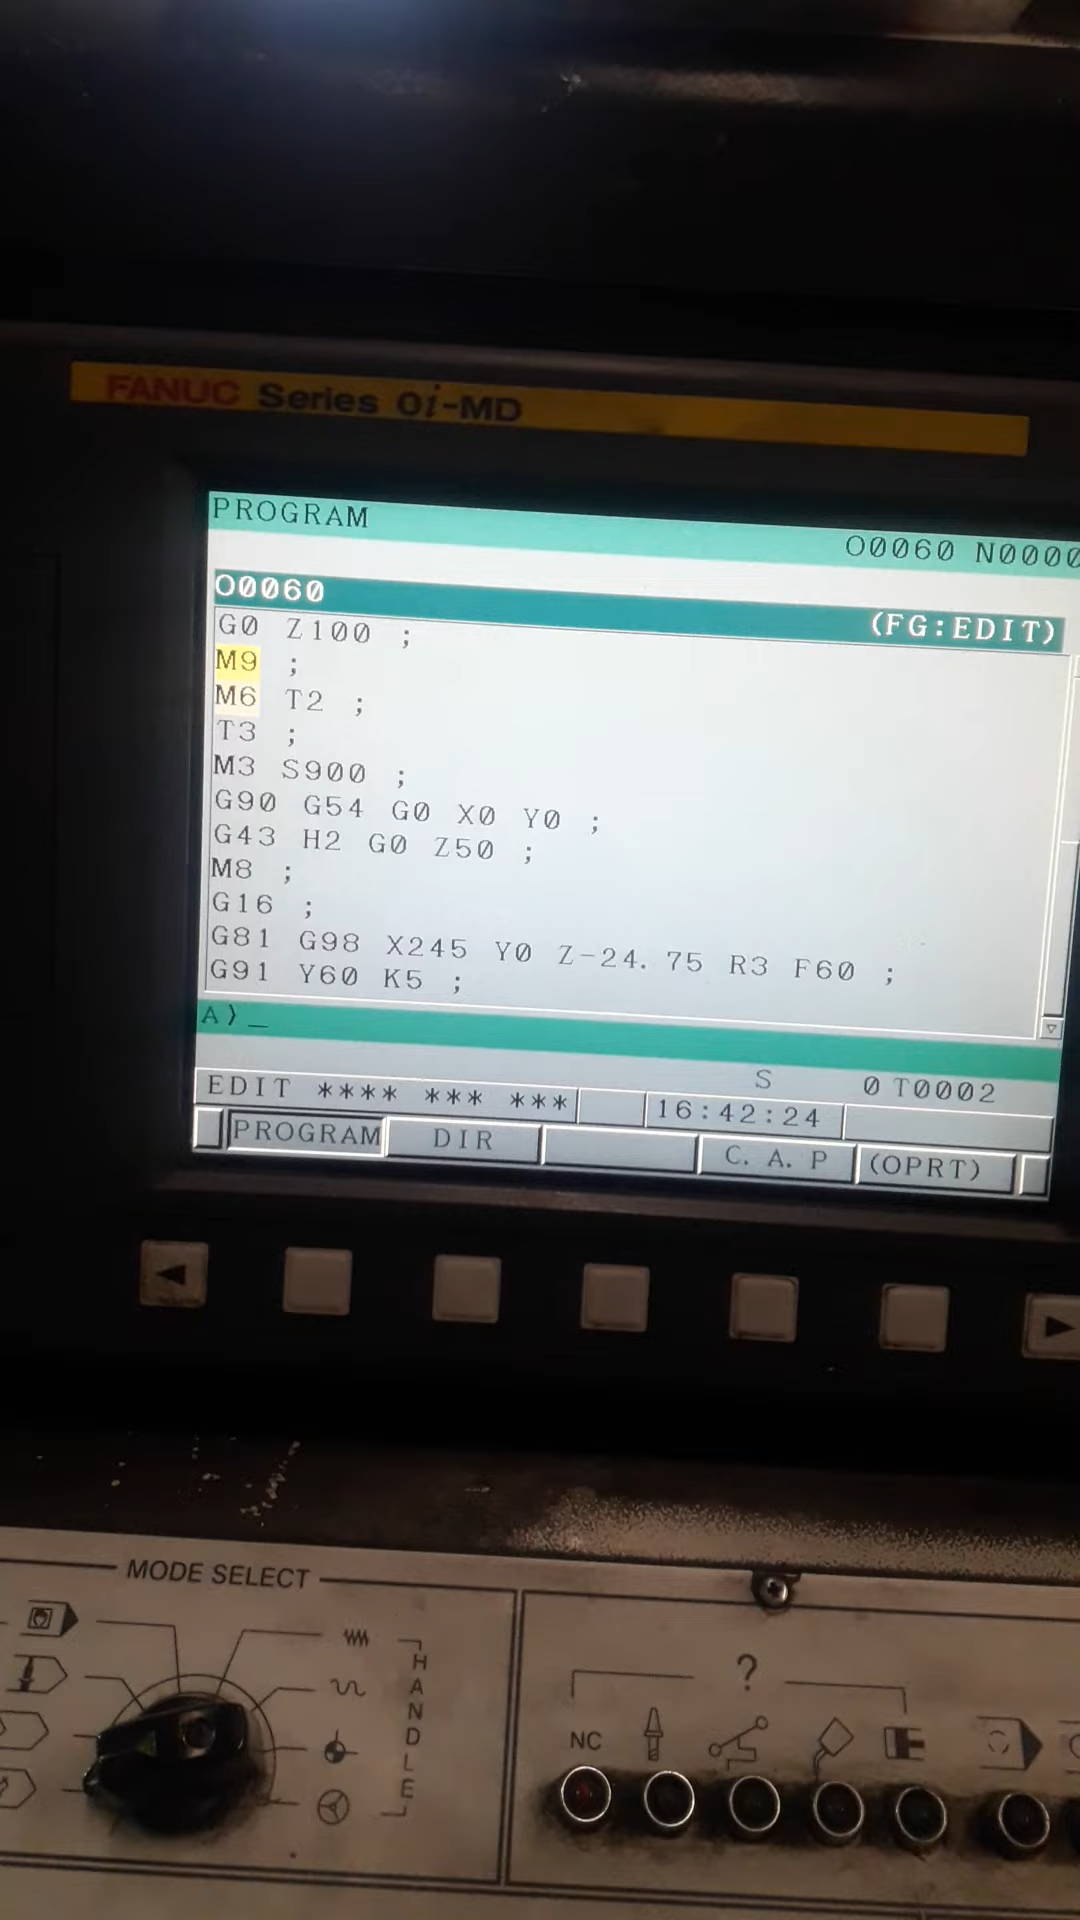 FANUC Series 0i-MD
PROGRAM
O0060 N0000
O0060
(FG:EDIT)
G0 Z100 ;
M9 ;
M6 T2 ;
T3 ;
M3 S900 ;
G90 G54 G0 X0 Y0 ;
G43 H2 G0 Z50 ;
M8 ;
G16 ;
G81 G98 X245 Y0 Z-24. 75 R3 F60 ;
G91 Y60 K5 ;
A)_
S 0 T0002
EDIT **** *** ***
16:42:24
PROGRAM DIR C. A. P (OPRT)
MODE SELECT
HANDLE
?
NC